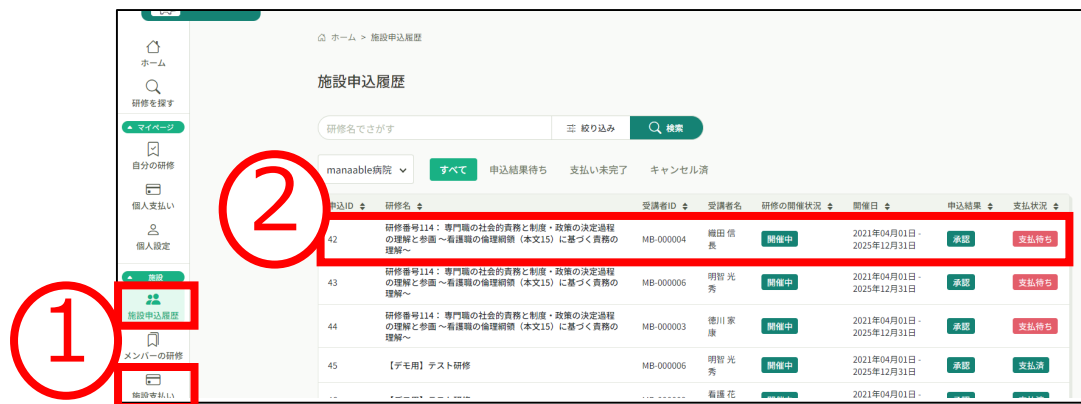 ホーム > 施設申込履歴
ホーム
研修を探す
マイページ
自分の研修
個人支払い
個人設定
施設
施設申込履歴
メンバーの研修
施設支払い
①
②
施設申込履歴
研修名でさがす 絞り込み 検索
manaable病院 すべて 申込結果待ち 支払い未完了 キャンセル済
申込ID 研修名 受講者ID 受講者名 研修の開催状況 開催日 申込結果 支払状況
42 研修番号114： 専門職の社会的責務と制度・政策の決定過程
の理解と参画 ～看護職の倫理綱領（本文15）に基づく責務の
理解～ MB-000004 織田 信
長 開催中 2021年04月01日 -
2025年12月31日 承認 支払待ち
43 研修番号114： 専門職の社会的責務と制度・政策の決定過程
の理解と参画 ～看護職の倫理綱領（本文15）に基づく責務の
理解～ MB-000006 明智 光
秀 開催中 2021年04月01日 -
2025年12月31日 承認 支払待ち
44 研修番号114： 専門職の社会的責務と制度・政策の決定過程
の理解と参画 ～看護職の倫理綱領（本文15）に基づく責務の
理解～ MB-000003 徳川 家
康 開催中 2021年04月01日 -
2025年12月31日 承認 支払待ち
45 【デモ用】テスト研修 MB-000006 明智 光
秀 開催中 2021年04月01日 -
2025年12月31日 承認 支払済
看護 花
2021年04月01日 -